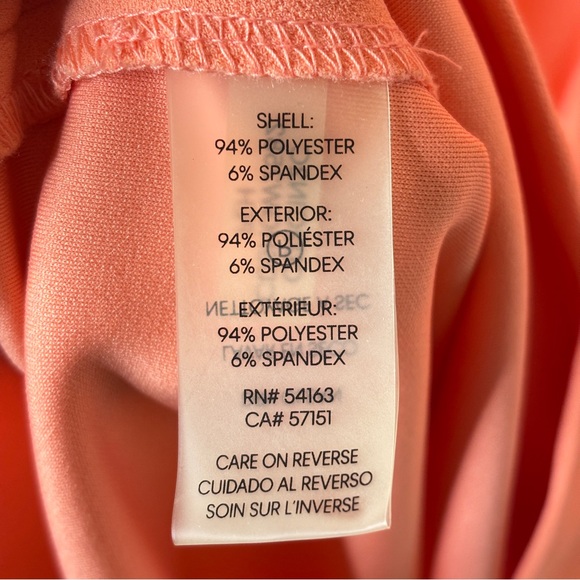 SHELL:
94% POLYESTER
6% SPANDEX
EXTERIOR:
94% POLIÉSTER
6% SPANDEX
EXTÉRIEUR:
94% POLYESTER
6% SPANDEX
RN# 54163
CA# 57151
CARE ON REVERSE
CUIDADO AL REVERSO
SOIN SUR L'INVERSE